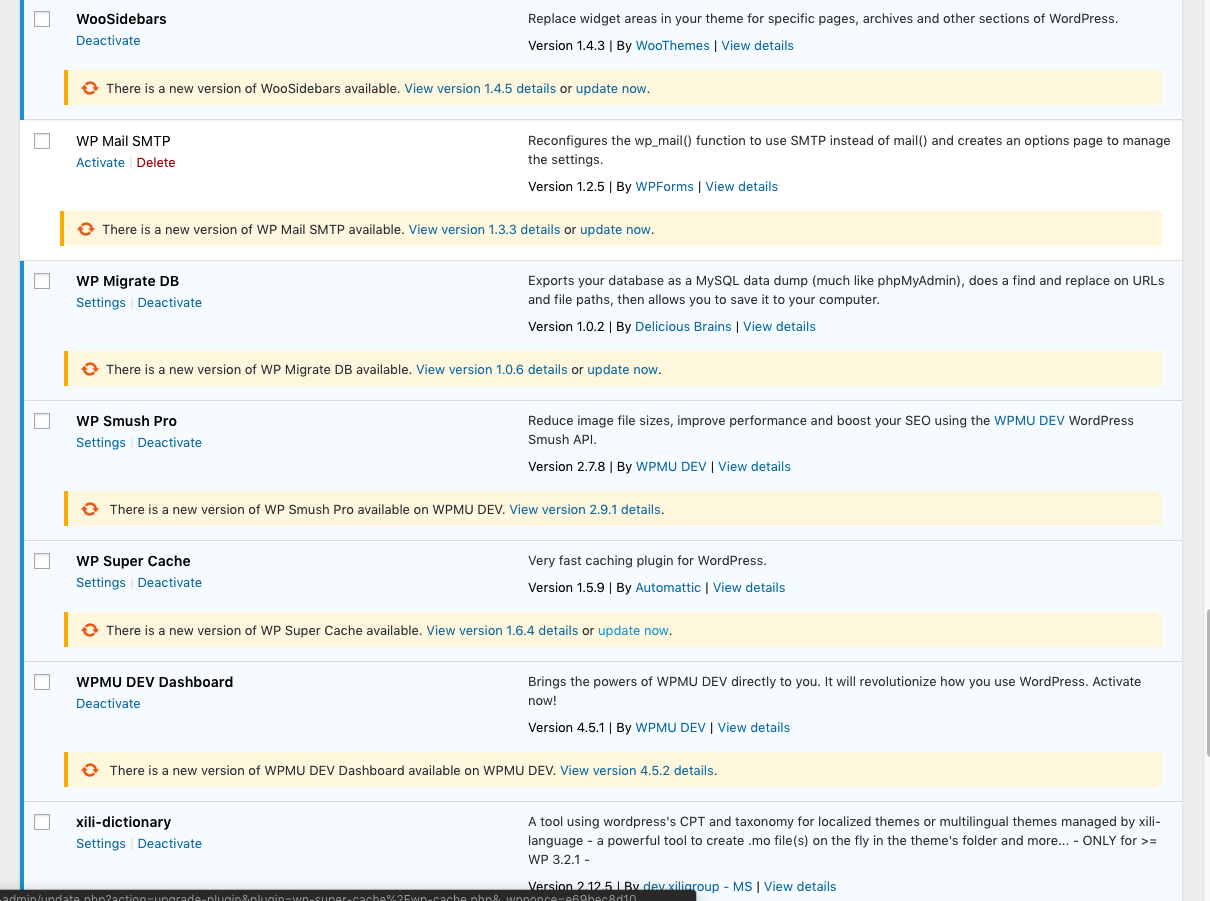 WooSidebars
Replace widget areas in your theme for specific pages, archives and other sections of WordPress.
Deactivate
Version 1.4.3 | By WooThemes | View details
There is a new version of WooSidebars available. View version 1.4.5 details or update now.
WP Mail SMTP
Reconfigures the wp_mail() function to use SMTP instead of mail() and creates an options page to manage
the settings.
Activate | Delete
Version 1.2.5 | By WPForms | View details
There is a new version of WP Mail SMTP available. View version 1.3.3 details or update now.
WP Migrate DB
Exports your database as a MySQL data dump (much like phpMyAdmin), does a find and replace on URLs
and file paths, then allows you to save it to your computer.
Settings | Deactivate
Version 1.0.2 | By Delicious Brains | View details
There is a new version of WP Migrate DB available. View version 1.0.6 details or update now.
WP Smush Pro
Reduce image file sizes, improve performance and boost your SEO using the WPMU DEV WordPress
Smush API.
Settings | Deactivate
Version 2.7.8 | By WPMU DEV | View details
There is a new version of WP Smush Pro available on WPMU DEV. View version 2.9.1 details.
WP Super Cache
Very fast caching plugin for WordPress.
Settings | Deactivate
Version 1.5.9 | By Automattic | View details
There is a new version of WP Super Cache available. View version 1.6.4 details or update now.
WPMU DEV Dashboard
Brings the powers of WPMU DEV directly to you. It will revolutionize how you use WordPress. Activate
now!
Deactivate
Version 4.5.1 | By WPMU DEV | View details
There is a new version of WPMU DEV Dashboard available on WPMU DEV. View version 4.5.2 details.
xili-dictionary
A tool using wordpress's CPT and taxonomy for localized themes or multilingual themes managed by xili-
language - a powerful tool to create .mo file(s) on the fly in the theme's folder and more... - ONLY for >=
WP 3.2.1 -
Settings | Deactivate
Version 2.12.5 | By dev.xiligroup - MS | View details
admin/update.php?action=upgrade-plugin&plugin=wp-super-cache%2Fwp-cache.php&_wpnonce=e69bec8d10